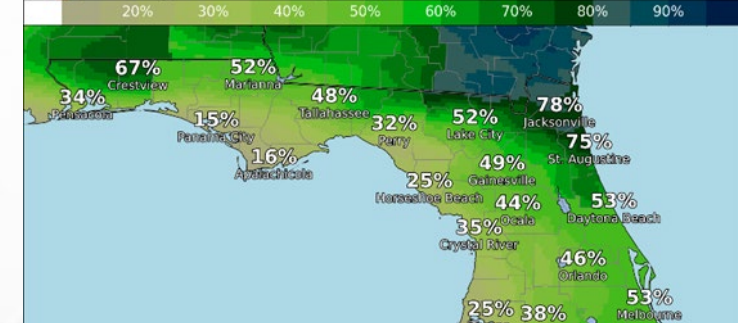 20% 30% 40% 50% 60% 70% 80% 90%
67%
Crestview
52%
Marianna
34%
Pensacola
15%
Panama City
48%
Tallahassee
32%
Perry
52%
Lake City
78%
Jacksonville
75%
St. Augustine
16%
Apalachicola
49%
Gainesville
25%
Horseshoe Beach
44%
Ocala
53%
Daytona Beach
35%
Crystal River
46%
Orlando
53%
Melbourne
25%
38%